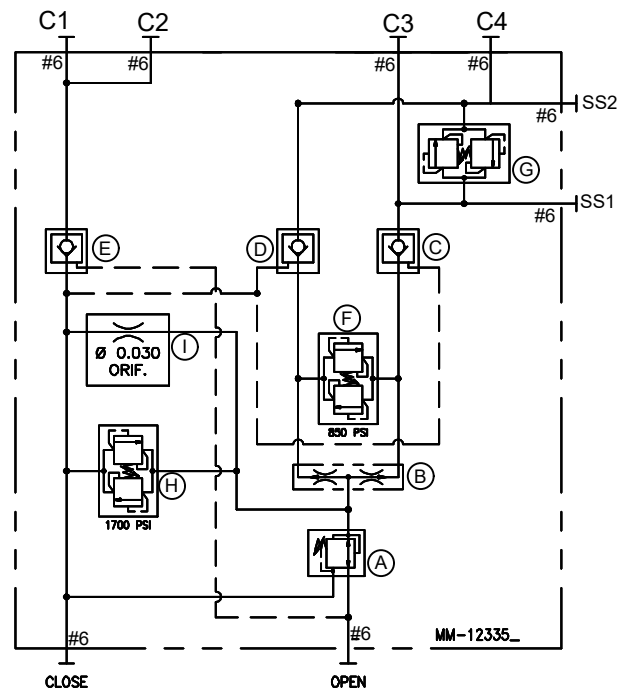 C1 C2 C3 C4
#6 #6 #6 #6
#6 SS2
G
#6 SS1
E D C
F
I
Ø 0.030
ORIF.
850 PSI
H B
1700 PSI
A
#6 #6 MM-12335_
CLOSE OPEN